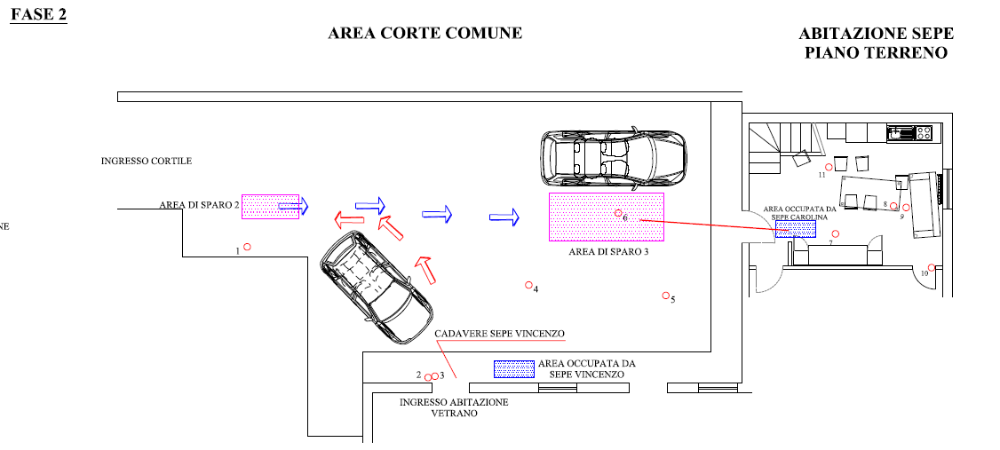 FASE 2
AREA CORTE COMUNE
ABITAZIONE SEPE
PIANO TERRENO
INGRESSO CORTILE
AREA DI SPARO 2
NE
1
6
AREA DI SPARO 3
4
5
11
AREA OCCUPATA DA
SEPE CAROLINA
8
9
7
10
CADAVERE SEPE VINCENZO
2
3
AREA OCCUPATA DA
SEPE VINCENZO
INGRESSO ABITAZIONE
VETRANO